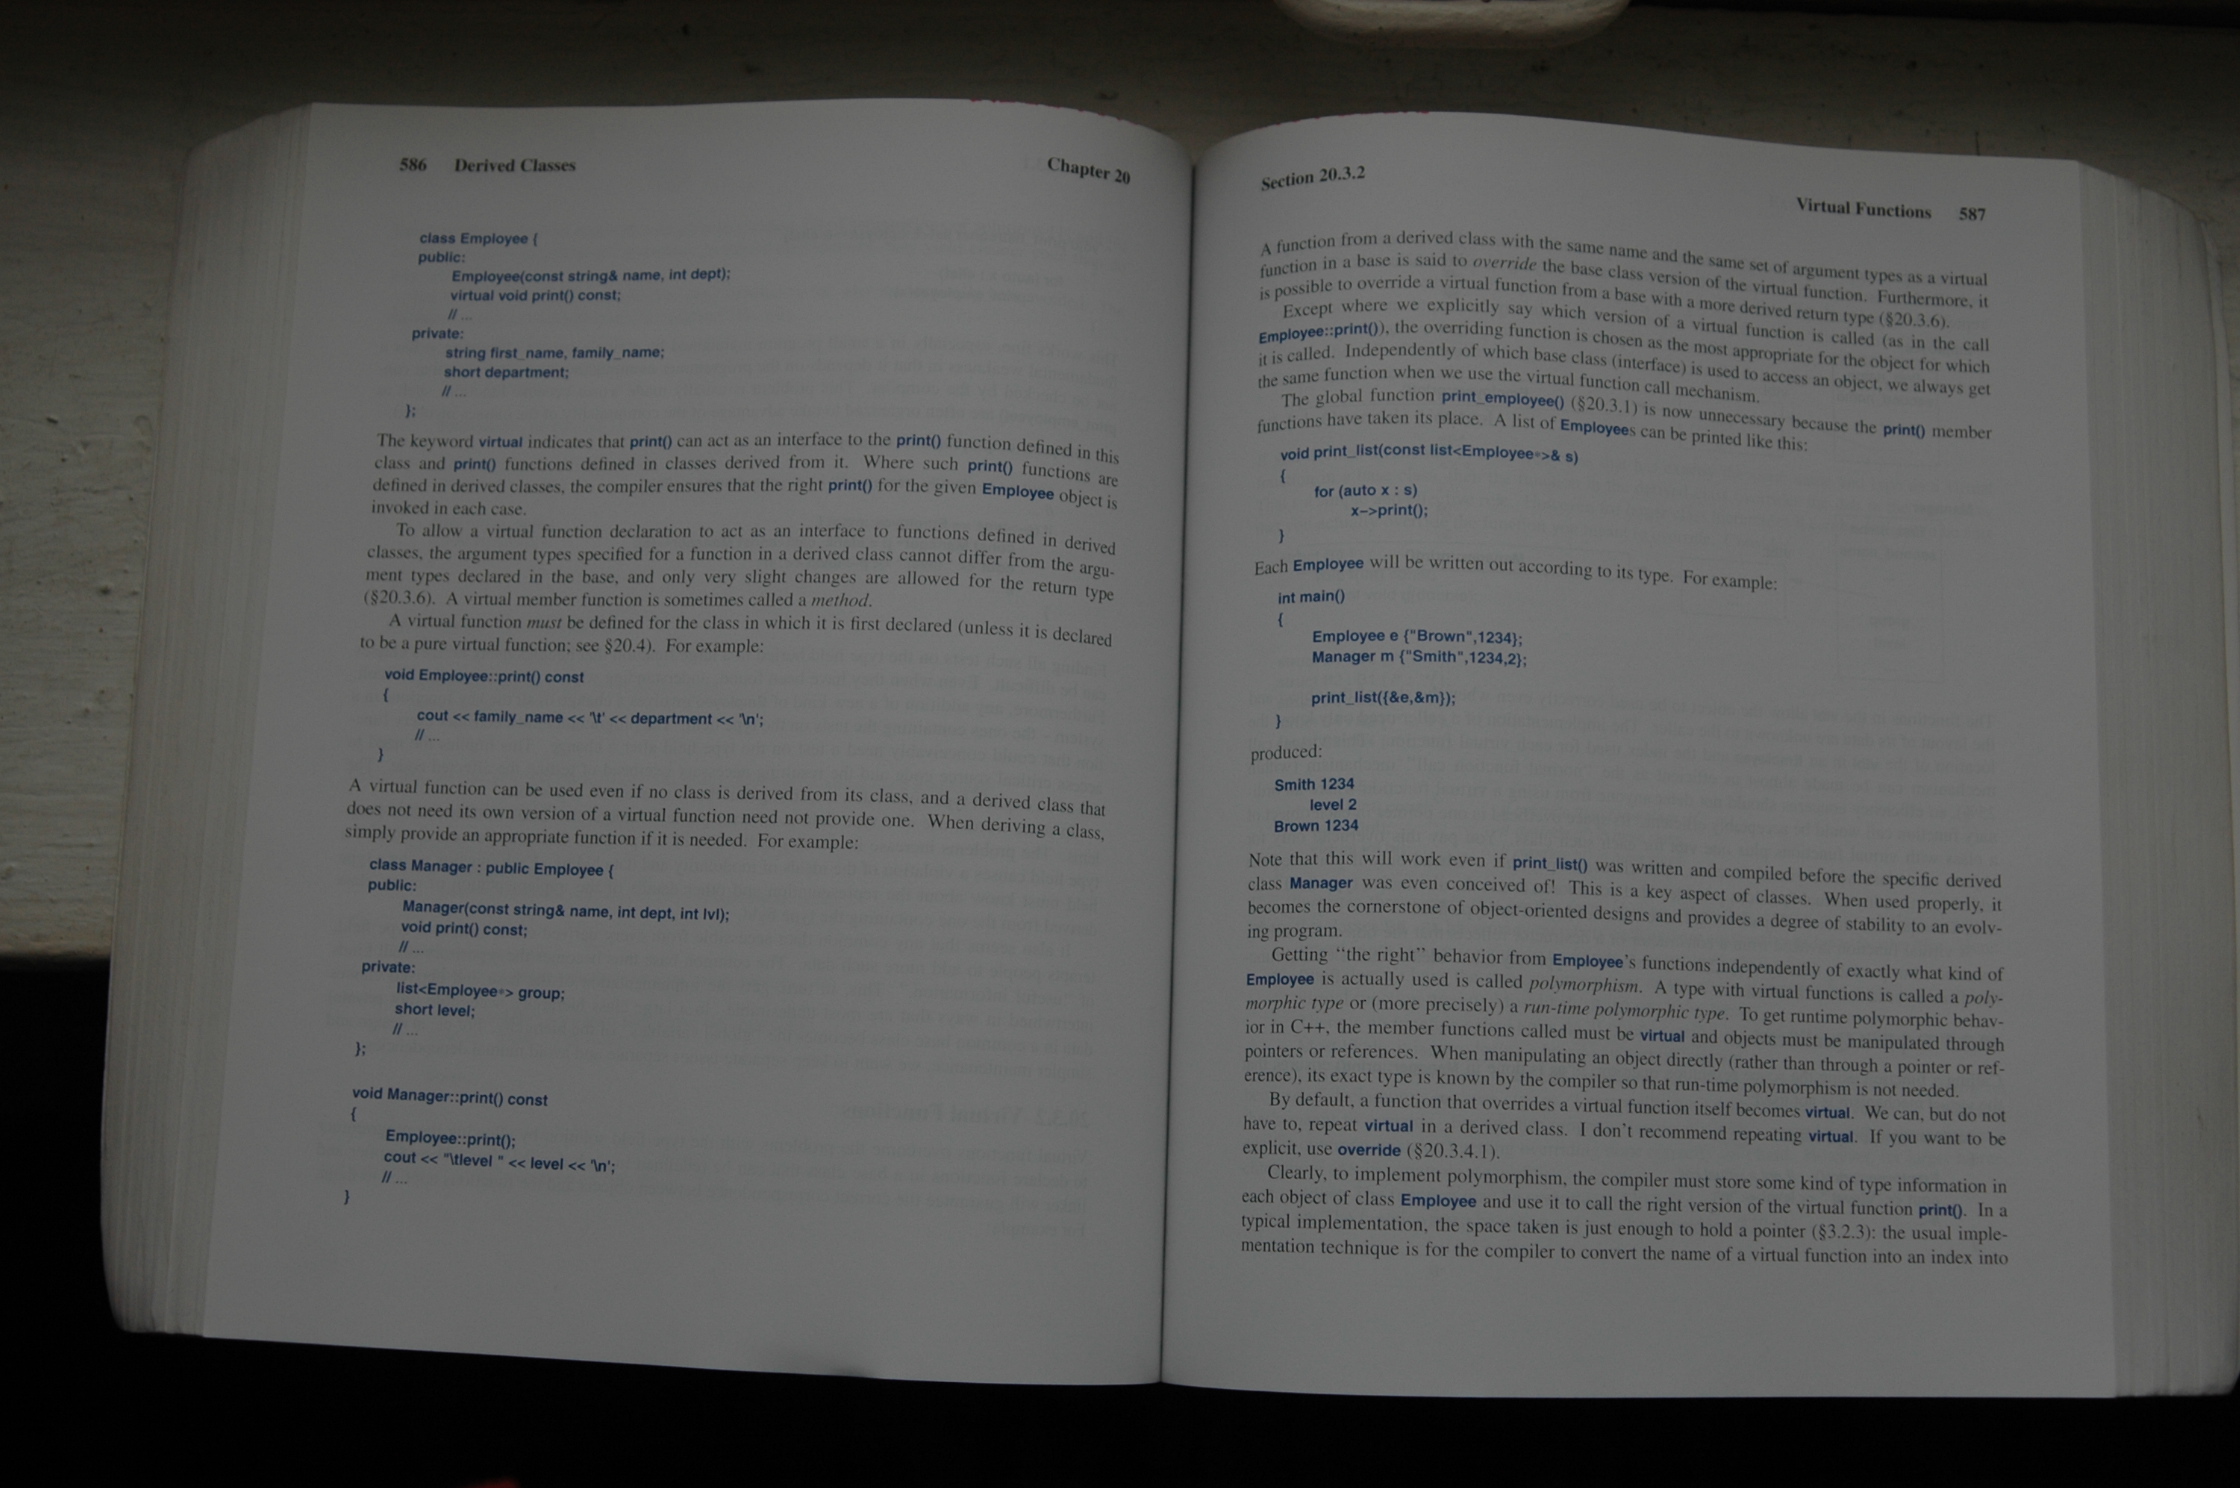 586 Derived Classes Chapter 20
class Employee {
public:
Employee(const string& name, int dept);
virtual void print() const;
// ...
private:
string first_name, family_name;
short department;
// ...
};
The keyword virtual indicates that print() can act as an interface to the print() function defined in this
class and print() functions defined in classes derived from it. Where such print() functions are
defined in derived classes, the compiler ensures that the right print() for the given Employee object is
invoked in each case.
To allow a virtual function declaration to act as an interface to functions defined in derived
classes, the argument types specified for a function in a derived class cannot differ from the argu-
ment types declared in the base, and only very slight changes are allowed for the return type
(§20.3.6). A virtual member function is sometimes called a method.
A virtual function must be defined for the class in which it is first declared (unless it is declared
to be a pure virtual function; see §20.4). For example:
void Employee::print() const
{
cout << family_name << '\t' << department << '\n';
// ...
}
A virtual function can be used even if no class is derived from its class, and a derived class that
does not need its own version of a virtual function need not provide one. When deriving a class,
simply provide an appropriate function if it is needed. For example:
class Manager : public Employee {
public:
Manager(const string& name, int dept, int lvl);
void print() const;
// ...
private:
list<Employee*> group;
short level;
// ...
};
void Manager::print() const
{
Employee::print();
cout << "\tlevel " << level << '\n';
// ...
}
Section 20.3.2 Virtual Functions 587
A function from a derived class with the same name and the same set of argument types as a virtual
function in a base is said to override the base class version of the virtual function. Furthermore, it
is possible to override a virtual function from a base with a more derived return type (§20.3.6).
Except where we explicitly say which version of a virtual function is called (as in the call
Employee::print()), the overriding function is chosen as the most appropriate for the object for which
it is called. Independently of which base class (interface) is used to access an object, we always get
the same function when we use the virtual function call mechanism.
The global function print_employee() (§20.3.1) is now unnecessary because the print() member
functions have taken its place. A list of Employees can be printed like this:
void print_list(const list<Employee*>& s)
{
for (auto x : s)
x−>print();
}
Each Employee will be written out according to its type. For example:
int main()
{
Employee e {"Brown",1234};
Manager m {"Smith",1234,2};
print_list({&e,&m});
}
produced:
Smith 1234
level 2
Brown 1234
Note that this will work even if print_list() was written and compiled before the specific derived
class Manager was even conceived of! This is a key aspect of classes. When used properly, it
becomes the cornerstone of object-oriented designs and provides a degree of stability to an evolv-
ing program.
Getting “the right” behavior from Employee’s functions independently of exactly what kind of
Employee is actually used is called polymorphism. A type with virtual functions is called a poly-
morphic type or (more precisely) a run-time polymorphic type. To get runtime polymorphic behav-
ior in C++, the member functions called must be virtual and objects must be manipulated through
pointers or references. When manipulating an object directly (rather than through a pointer or ref-
erence), its exact type is known by the compiler so that run-time polymorphism is not needed.
By default, a function that overrides a virtual function itself becomes virtual. We can, but do not
have to, repeat virtual in a derived class. I don’t recommend repeating virtual. If you want to be
explicit, use override (§20.3.4.1).
Clearly, to implement polymorphism, the compiler must store some kind of type information in
each object of class Employee and use it to call the right version of the virtual function print(). In a
typical implementation, the space taken is just enough to hold a pointer (§3.2.3): the usual imple-
mentation technique is for the compiler to convert the name of a virtual function into an index into